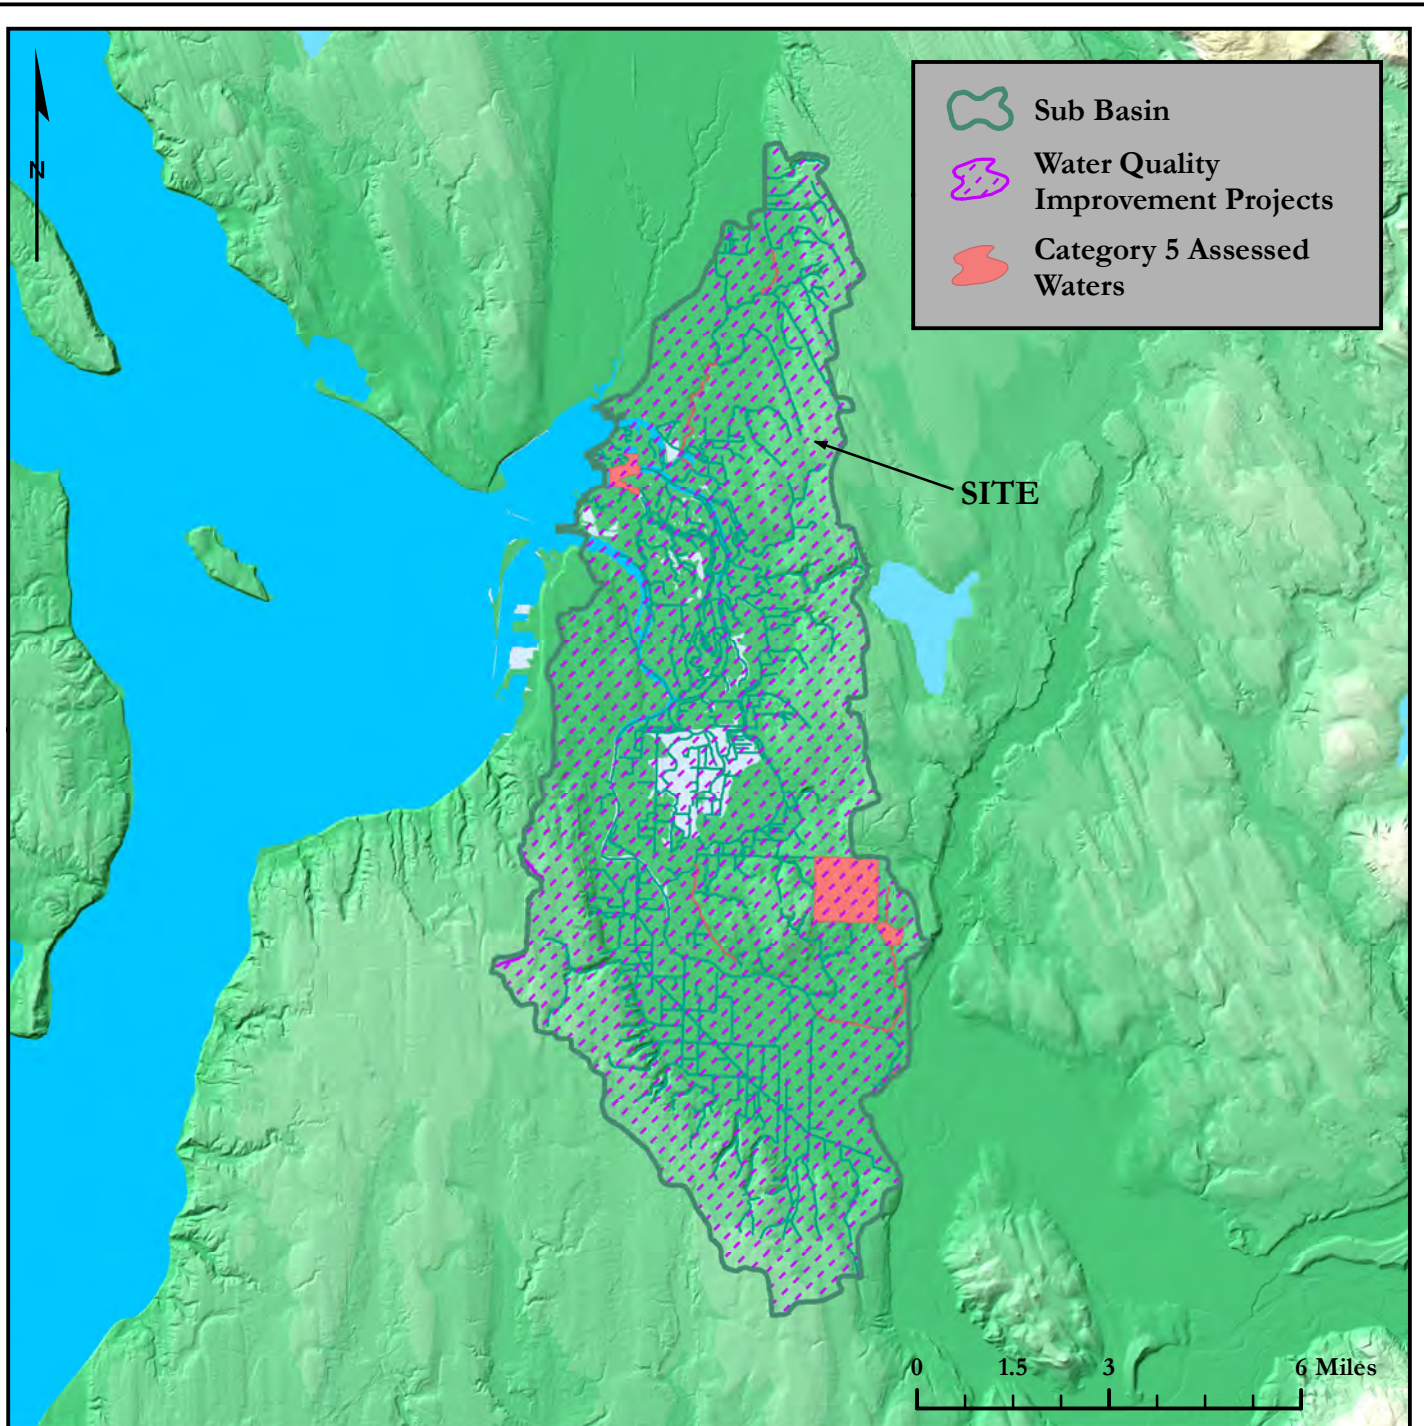 N
Sub Basin
Water Quality
Improvement Projects
Category 5 Assessed
Waters
SITE
0 1.5 3 6 Miles